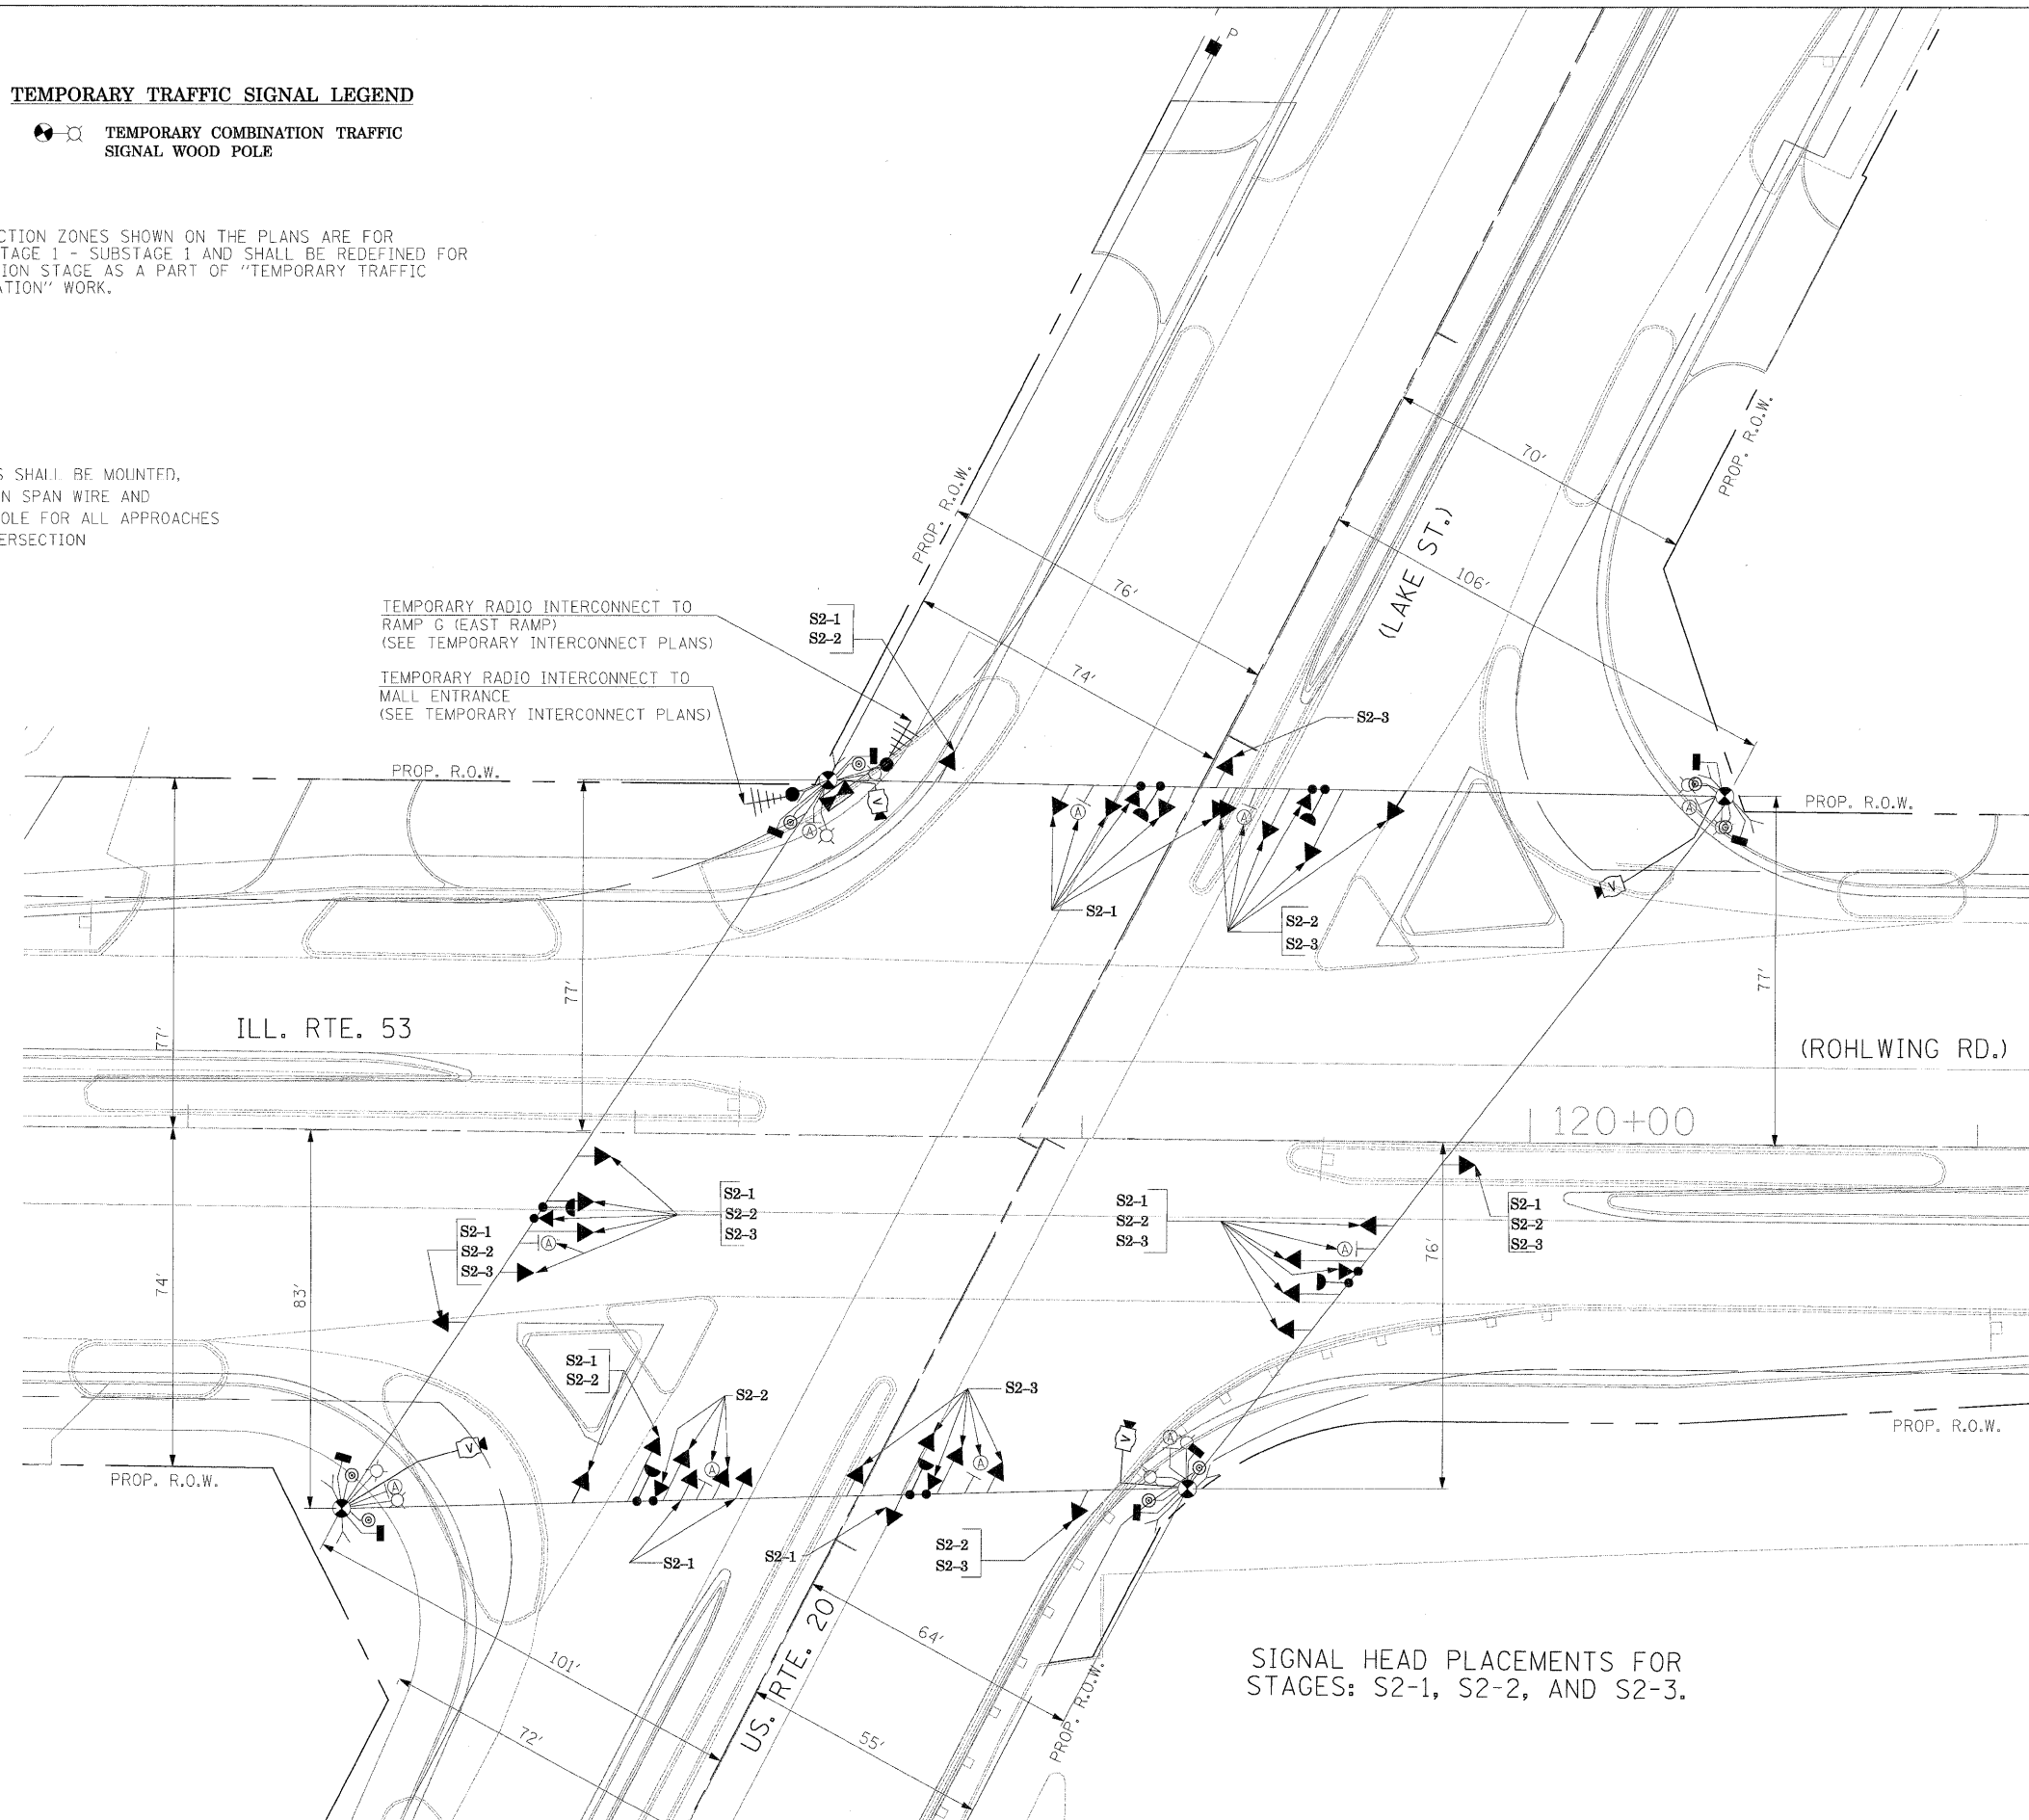 TEMPORARY TRAFFIC SIGNAL LEGEND
TEMPORARY COMBINATION TRAFFIC
SIGNAL WOOD POLE
P
CTION ZONES SHOWN ON THE PLANS ARE FOR
TAGE 1 - SUBSTAGE 1 AND SHALL BE REDEFINED FOR
ION STAGE AS A PART OF "TEMPORARY TRAFFIC
ATION" WORK.
S SHALL BE MOUNTED,
N SPAN WIRE AND
OLE FOR ALL APPROACHES
ERSECTION
PROP. R.O.W.
70'
PROP. R.O.W.
76'
106'
(LAKE ST.)
74'
TEMPORARY RADIO INTERCONNECT TO
RAMP G (EAST RAMP)
(SEE TEMPORARY INTERCONNECT PLANS)
TEMPORARY RADIO INTERCONNECT TO
MALL ENTRANCE
(SEE TEMPORARY INTERCONNECT PLANS)
S2-1
S2-2
S2-3
PROP. R.O.W.
V
A
A
A
A
PROP. R.O.W.
V
S2-1
S2-2
S2-3
77'
77'
77'
ILL. RTE. 53
(ROHLWING RD.)
120+00
S2-1
S2-2
S2-3
S2-1
S2-2
S2-3
A
S2-1
S2-2
S2-3
A
S2-1
S2-2
S2-3
74'
83'
76'
S2-1
S2-2
S2-2
S2-3
V
A
A
A
V
A
PROP. R.O.W.
PROP. R.O.W.
S2-1
S2-1
S2-2
S2-3
101'
72'
US. RTE. 20
64'
55'
PROP. R.O.W.
SIGNAL HEAD PLACEMENTS FOR
STAGES: S2-1, S2-2, AND S2-3.